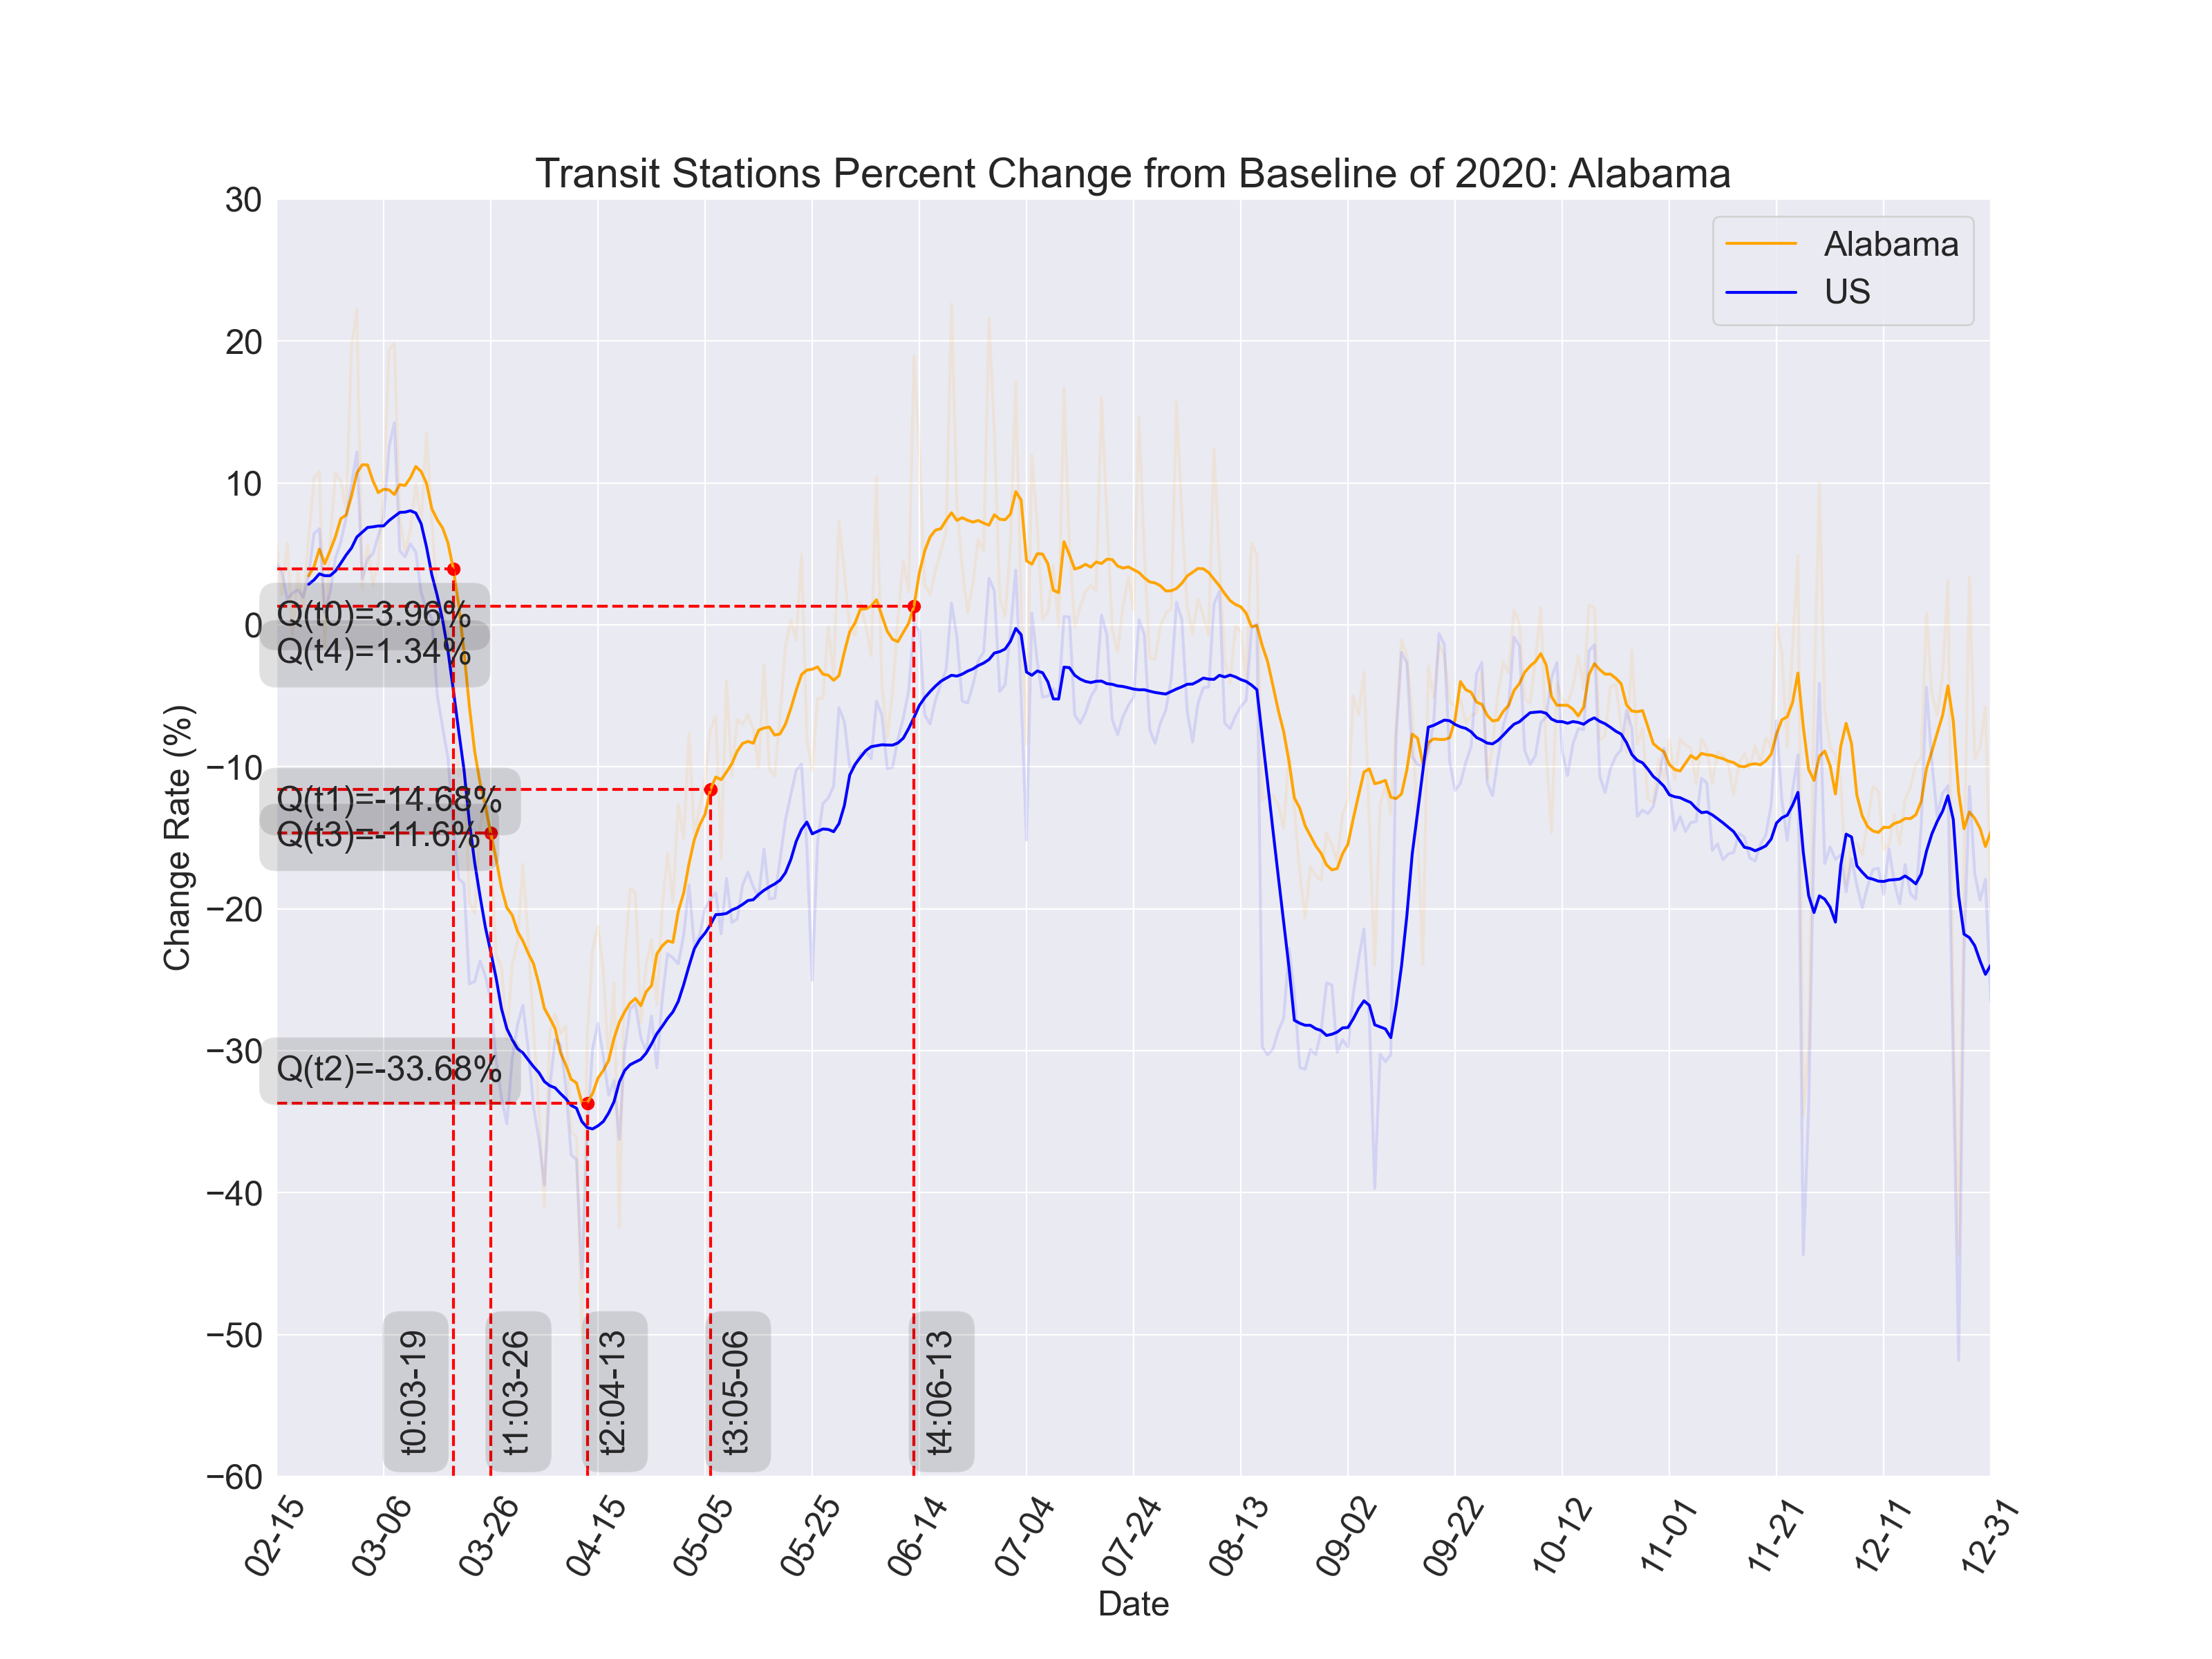 Transit Stations Percent Change from Baseline of 2020: Alabama
Alabama
US
Change Rate (%)
30
20
10
0
−10
−20
−30
−40
−50
−60
Q(t0)=3.96%
Q(t4)=1.34%
Q(t1)=-14.68%
Q(t3)=-11.6%
Q(t2)=-33.68%
t0:03-19
t1:03-26
t2:04-13
t3:05-06
t4:06-13
02-15
03-06
03-26
04-15
05-05
05-25
06-14
07-04
07-24
08-13
09-02
09-22
10-12
11-01
11-21
12-11
12-31
Date